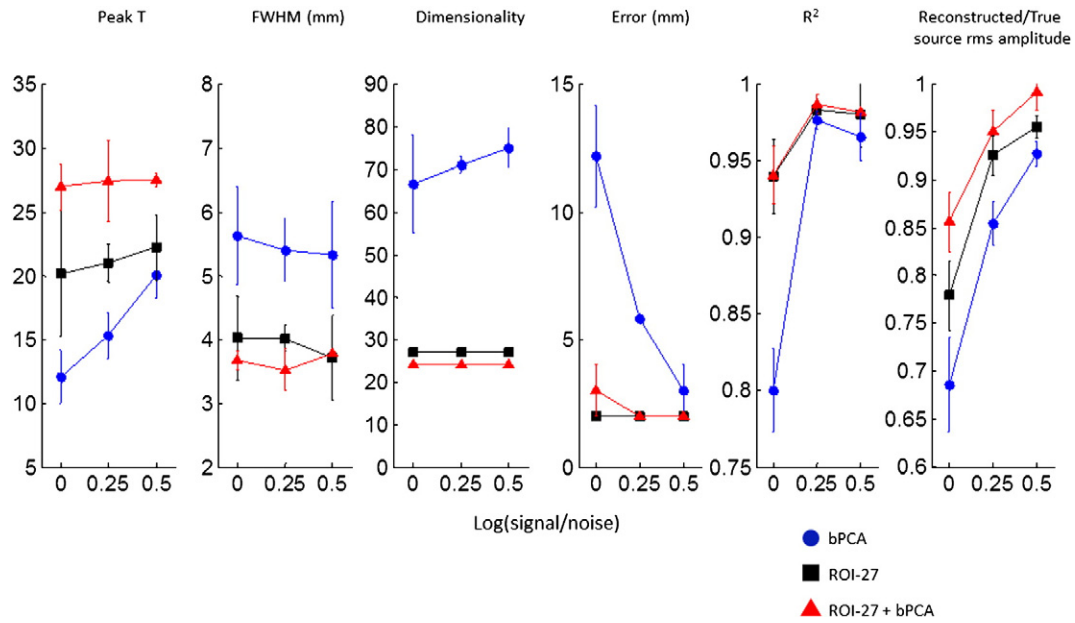 Peak T
FWHM (mm)
Dimensionality
Error (mm)
R²
Reconstructed/True
source rms amplitude
35
30
25
20
15
10
5
0 0.25 0.5
8
7
6
5
4
3
2
0 0.25 0.5
90
80
70
60
50
40
30
20
10
0
0 0.25 0.5
15
10
5
0
0 0.25 0.5
1
0.95
0.9
0.85
0.8
0.75
0 0.25 0.5
1
0.95
0.9
0.85
0.8
0.75
0.7
0.65
0.6
0 0.25 0.5
Log(signal/noise)
bPCA
ROI-27
ROI-27 + bPCA